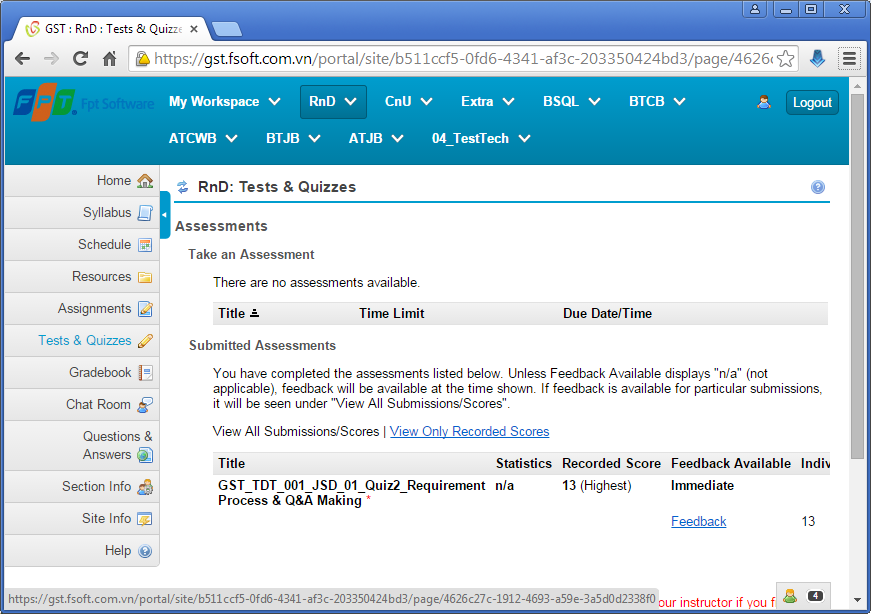 GST : RnD : Tests & Quizze
https://gst.fsoft.com.vn/portal/site/b511ccf5-0fd6-4341-af3c-203350424bd3/page/4626c
FPT Fpt Software
My Workspace RnD CnU Extra BSQL BTCB Logout
ATCWB BTJB ATJB 04_TestTech
Home
Syllabus
Schedule
Resources
Assignments
Tests & Quizzes
Gradebook
Chat Room
Questions &
Answers
Section Info
Site Info
Help
RnD: Tests & Quizzes
Assessments
Take an Assessment
There are no assessments available.
Title Time Limit Due Date/Time
Submitted Assessments
You have completed the assessments listed below. Unless Feedback Available displays "n/a" (not
applicable), feedback will be available at the time shown. If feedback is available for particular submissions,
it will be seen under "View All Submissions/Scores".
View All Submissions/Scores | View Only Recorded Scores
Title Statistics Recorded Score Feedback Available Indiv
GST_TDT_001_JSD_01_Quiz2_Requirement n/a 13 (Highest) Immediate
Process & Q&A Making *
Feedback 13
https://gst.fsoft.com.vn/portal/site/b511ccf5-0fd6-4341-af3c-203350424bd3/page/4626c27c-1912-4693-a59e-3a5d0d2338f0
our instructor if you f
4